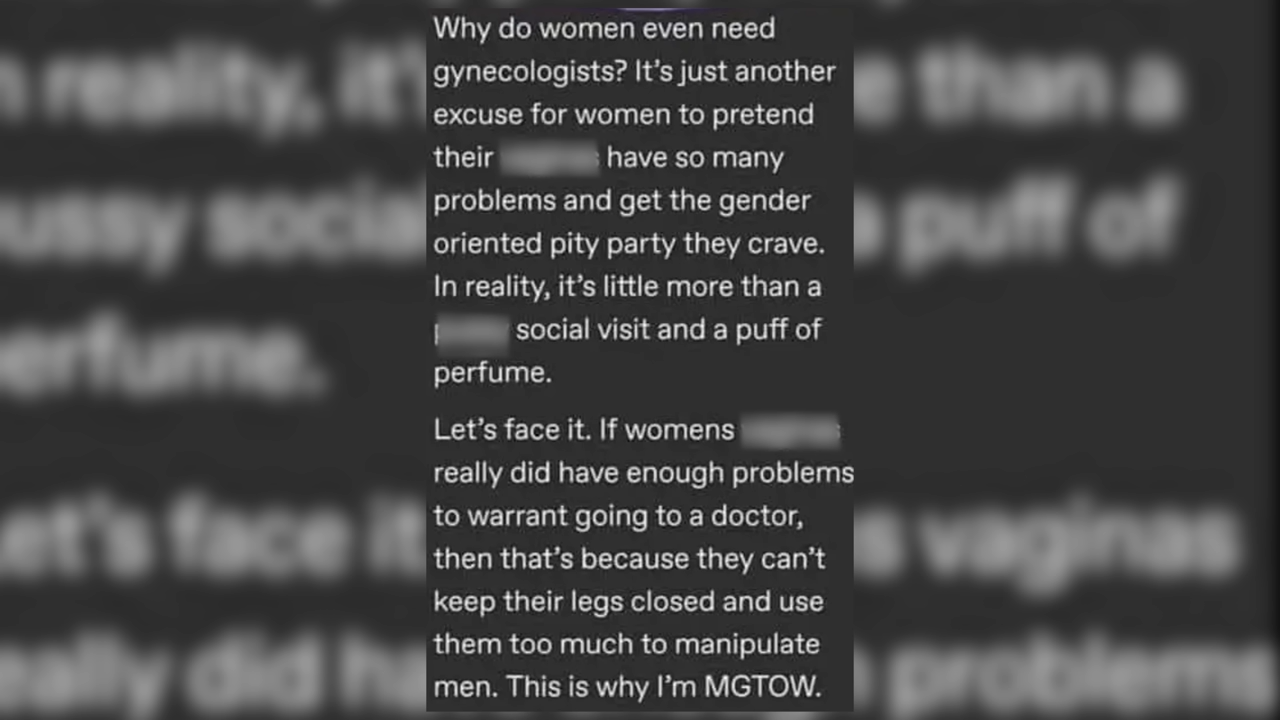 Why do women even need
gynecologists? It's just another
excuse for women to pretend
their have so many
problems and get the gender
oriented pity party they crave.
In reality, it's little more than a
social visit and a puff of
perfume.
Let's face it. If womens
really did have enough problems
to warrant going to a doctor,
then that's because they can't
keep their legs closed and use
them too much to manipulate
men. This is why I'm MGTOW.